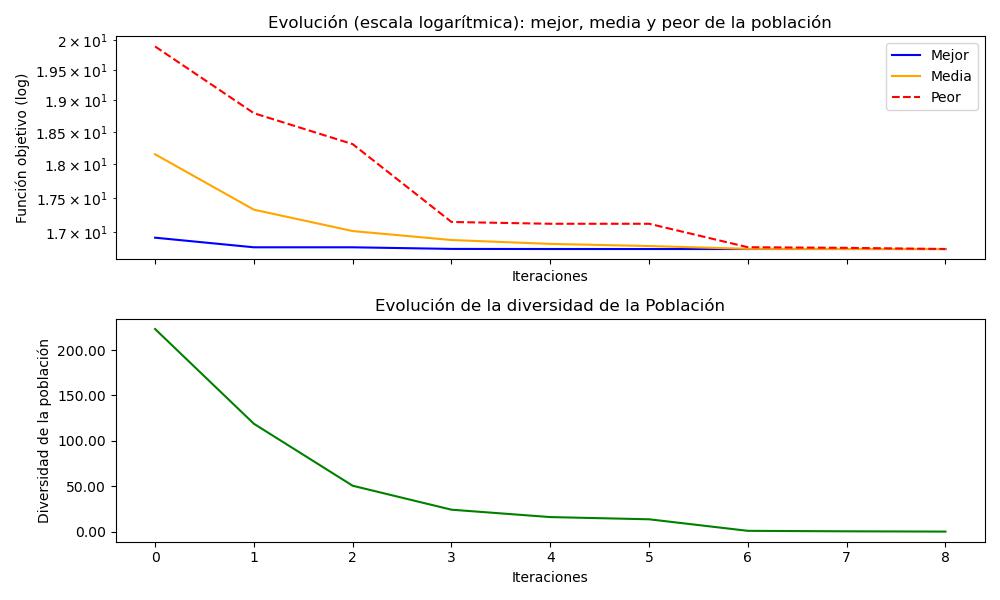 Evolución (escala logarítmica): mejor, media y peor de la población
Función objetivo (log)
2 × 10¹
1.95 × 10¹
1.9 × 10¹
1.85 × 10¹
1.8 × 10¹
1.75 × 10¹
1.7 × 10¹
Mejor
Media
Peor
Iteraciones
Evolución de la diversidad de la Población
Diversidad de la población
200.00
150.00
100.00
50.00
0.00
0 1 2 3 4 5 6 7 8
Iteraciones